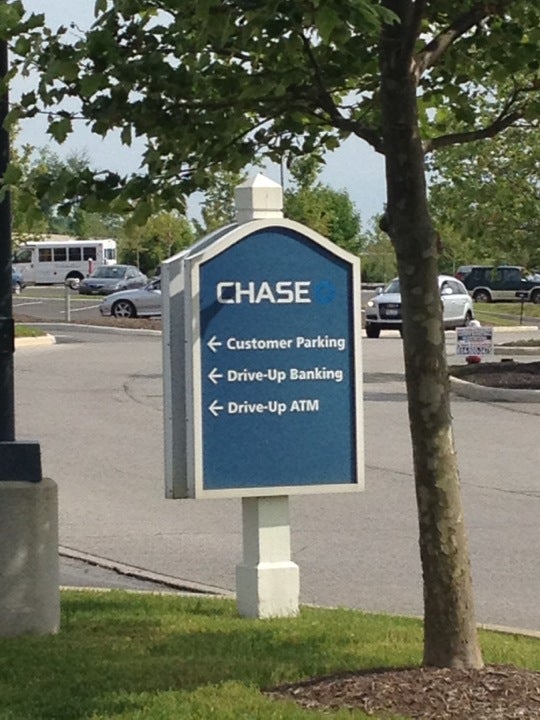 CHASE
← Customer Parking
← Drive-Up Banking
← Drive-Up ATM